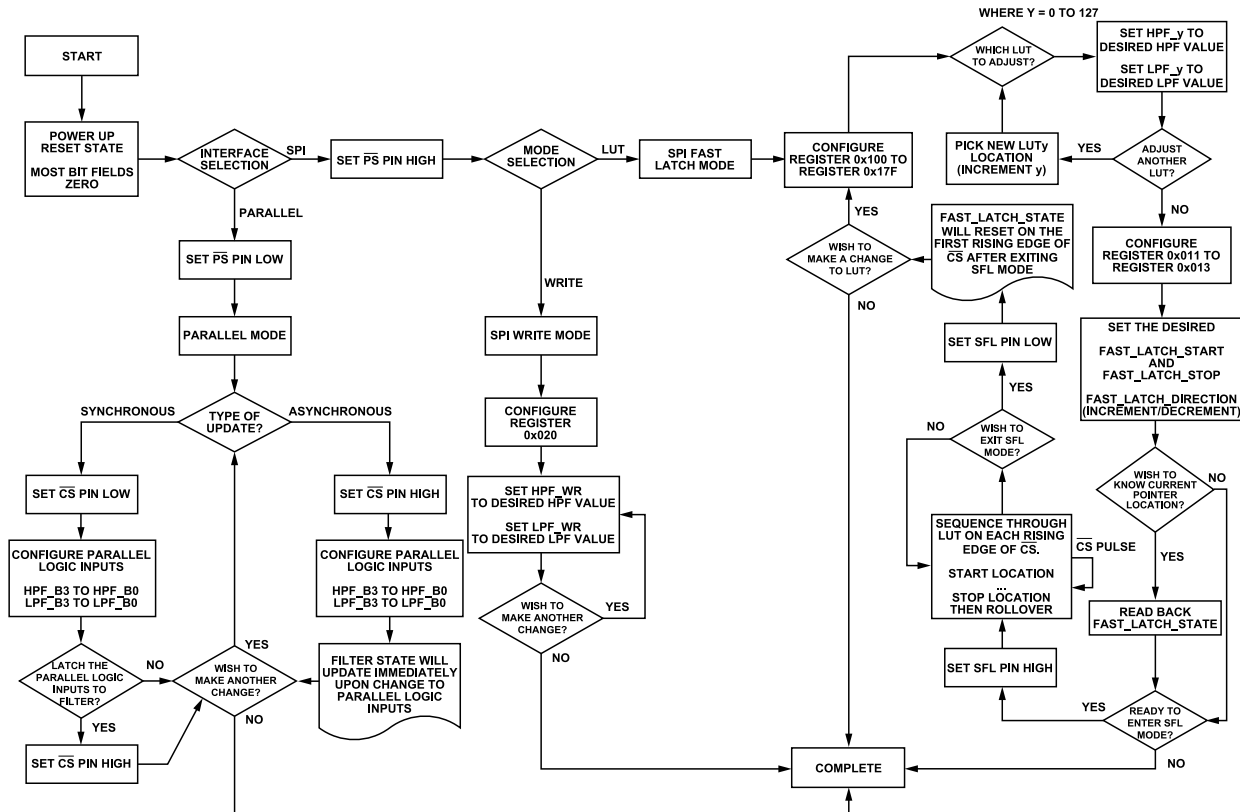 START
POWER UP
RESET STATE
MOST BIT FIELDS
ZERO
INTERFACE
SELECTION
SPI
PARALLEL
SET PS PIN HIGH
MODE
SELECTION
LUT
WRITE
SPI FAST
LATCH MODE
CONFIGURE
REGISTER 0x100 TO
REGISTER 0x17F
WHERE Y = 0 TO 127
WHICH LUT
TO ADJUST?
SET HPF_y TO
DESIRED HPF VALUE
SET LPF_y TO
DESIRED LPF VALUE
ADJUST
ANOTHER
LUT?
YES
NO
PICK NEW LUTy
LOCATION
(INCREMENT y)
CONFIGURE
REGISTER 0x011 TO
REGISTER 0x013
SET THE DESIRED
FAST_LATCH_START
AND
FAST_LATCH_STOP
FAST_LATCH_DIRECTION
(INCREMENT/DECREMENT)
WISH TO
KNOW CURRENT
POINTER
LOCATION?
NO
YES
READ BACK
FAST_LATCH_STATE
READY TO
ENTER SFL
MODE?
YES
NO
SET SFL PIN HIGH
SEQUENCE THROUGH
LUT ON EACH RISING
EDGE OF CS.
START LOCATION
...
STOP LOCATION
THEN ROLLOVER
CS PULSE
WISH TO
EXIT SFL
MODE?
NO
YES
SET SFL PIN LOW
FAST_LATCH_STATE
WILL RESET ON THE
FIRST RISING EDGE OF
CS AFTER EXITING
SFL MODE
WISH TO
MAKE A CHANGE
TO LUT?
YES
NO
SET PS PIN LOW
PARALLEL MODE
TYPE OF
UPDATE?
SYNCHRONOUS
ASYNCHRONOUS
SET CS PIN LOW
CONFIGURE PARALLEL
LOGIC INPUTS
HPF_B3 TO HPF_B0
LPF_B3 TO LPF_B0
LATCH THE
PARALLEL LOGIC
INPUTS TO
FILTER?
NO
YES
SET CS PIN HIGH
SET CS PIN HIGH
CONFIGURE PARALLEL
LOGIC INPUTS
HPF_B3 TO HPF_B0
LPF_B3 TO LPF_B0
FILTER STATE WILL
UPDATE IMMEDIATELY
UPON CHANGE TO
PARALLEL LOGIC
INPUTS
WISH TO
MAKE ANOTHER
CHANGE?
YES
NO
SPI WRITE MODE
CONFIGURE
REGISTER
0x020
SET HPF_WR
TO DESIRED HPF VALUE
SET LPF_WR
TO DESIRED LPF VALUE
WISH TO
MAKE ANOTHER
CHANGE?
YES
NO
COMPLETE